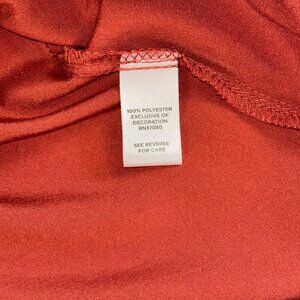 100% POLYESTER
EXCLUSIVE OF
DECORATION
RN37080
SEE REVERSE
FOR CARE